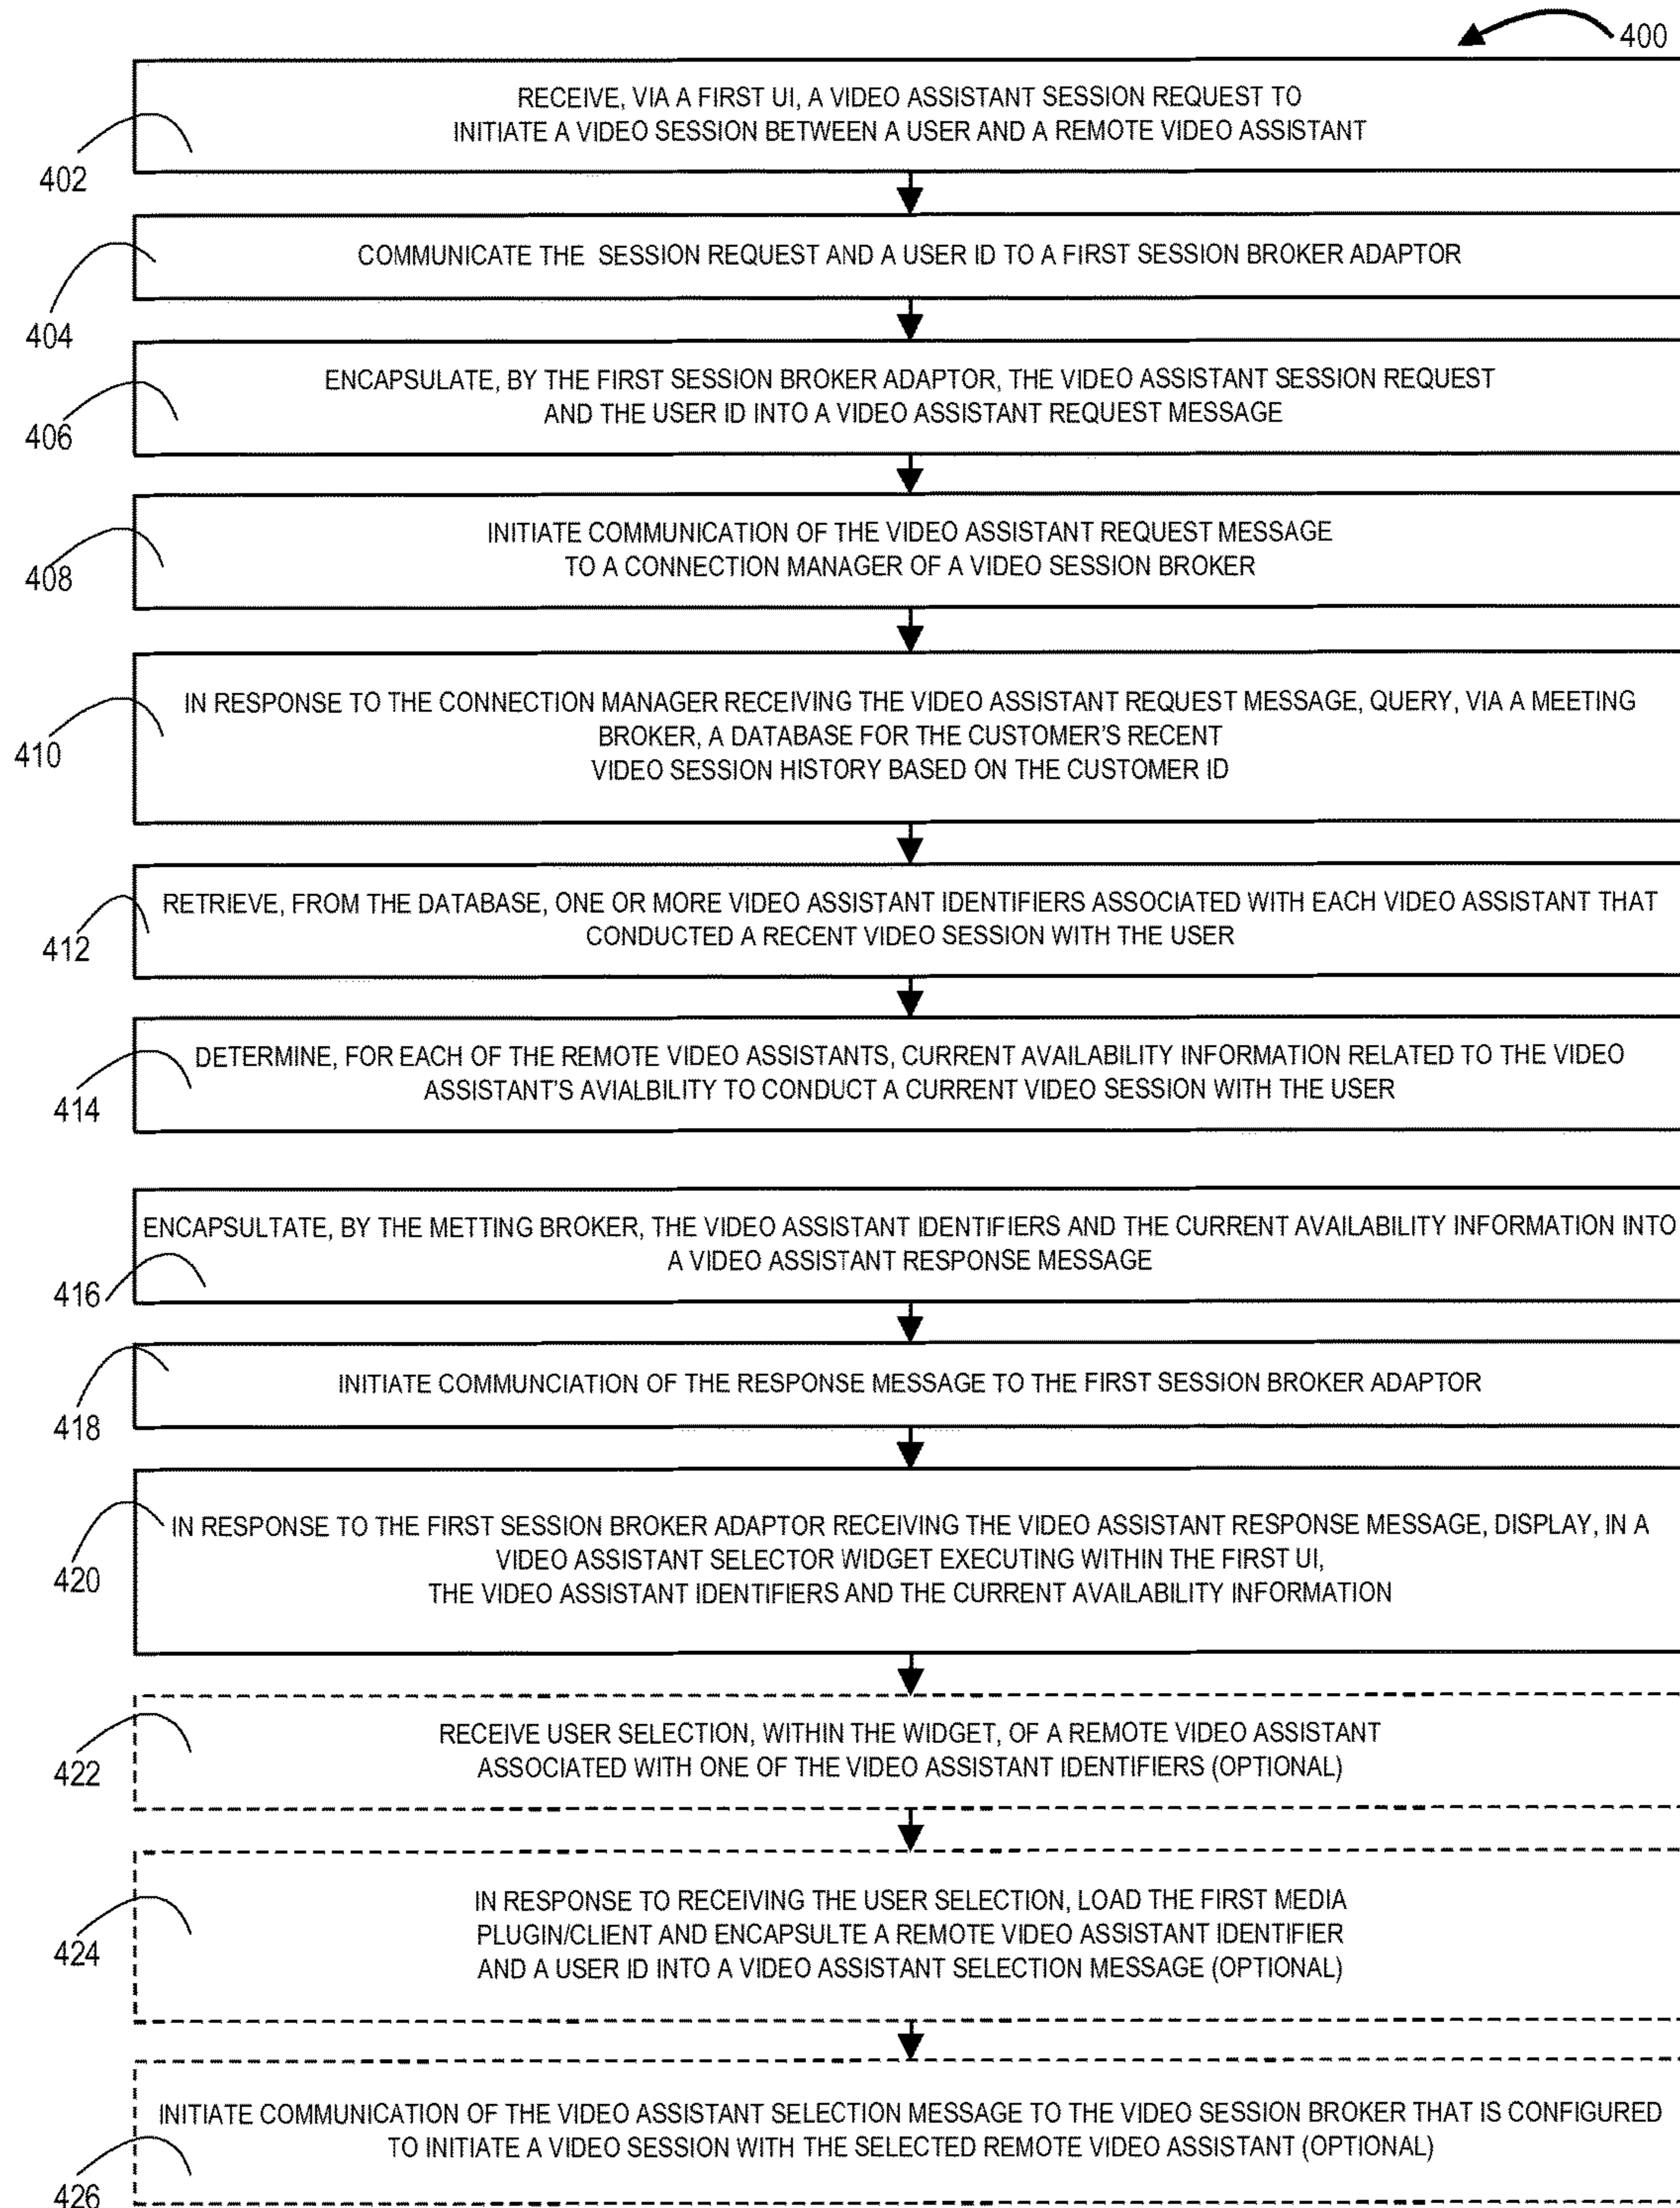 400
RECEIVE, VIA A FIRST UI, A VIDEO ASSISTANT SESSION REQUEST TO
INITIATE A VIDEO SESSION BETWEEN A USER AND A REMOTE VIDEO ASSISTANT
402
COMMUNICATE THE SESSION REQUEST AND A USER ID TO A FIRST SESSION BROKER ADAPTOR
404
ENCAPSULATE, BY THE FIRST SESSION BROKER ADAPTOR, THE VIDEO ASSISTANT SESSION REQUEST
AND THE USER ID INTO A VIDEO ASSISTANT REQUEST MESSAGE
406
INITIATE COMMUNICATION OF THE VIDEO ASSISTANT REQUEST MESSAGE
TO A CONNECTION MANAGER OF A VIDEO SESSION BROKER
408
IN RESPONSE TO THE CONNECTION MANAGER RECEIVING THE VIDEO ASSISTANT REQUEST MESSAGE, QUERY, VIA A MEETING
BROKER, A DATABASE FOR THE CUSTOMER'S RECENT
VIDEO SESSION HISTORY BASED ON THE CUSTOMER ID
410
RETRIEVE, FROM THE DATABASE, ONE OR MORE VIDEO ASSISTANT IDENTIFIERS ASSOCIATED WITH EACH VIDEO ASSISTANT THAT
CONDUCTED A RECENT VIDEO SESSION WITH THE USER
412
DETERMINE, FOR EACH OF THE REMOTE VIDEO ASSISTANTS, CURRENT AVAILABILITY INFORMATION RELATED TO THE VIDEO
ASSISTANT'S AVIALBILITY TO CONDUCT A CURRENT VIDEO SESSION WITH THE USER
414
ENCAPSULTATE, BY THE METTING BROKER, THE VIDEO ASSISTANT IDENTIFIERS AND THE CURRENT AVAILABILITY INFORMATION INTO
A VIDEO ASSISTANT RESPONSE MESSAGE
416
INITIATE COMMUNCIATION OF THE RESPONSE MESSAGE TO THE FIRST SESSION BROKER ADAPTOR
418
IN RESPONSE TO THE FIRST SESSION BROKER ADAPTOR RECEIVING THE VIDEO ASSISTANT RESPONSE MESSAGE, DISPLAY, IN A
VIDEO ASSISTANT SELECTOR WIDGET EXECUTING WITHIN THE FIRST UI,
THE VIDEO ASSISTANT IDENTIFIERS AND THE CURRENT AVAILABILITY INFORMATION
420
RECEIVE USER SELECTION, WITHIN THE WIDGET, OF A REMOTE VIDEO ASSISTANT
ASSOCIATED WITH ONE OF THE VIDEO ASSISTANT IDENTIFIERS (OPTIONAL)
422
IN RESPONSE TO RECEIVING THE USER SELECTION, LOAD THE FIRST MEDIA
PLUGIN/CLIENT AND ENCAPSULTE A REMOTE VIDEO ASSISTANT IDENTIFIER
AND A USER ID INTO A VIDEO ASSISTANT SELECTION MESSAGE (OPTIONAL)
424
INITIATE COMMUNICATION OF THE VIDEO ASSISTANT SELECTION MESSAGE TO THE VIDEO SESSION BROKER THAT IS CONFIGURED
TO INITIATE A VIDEO SESSION WITH THE SELECTED REMOTE VIDEO ASSISTANT (OPTIONAL)
426